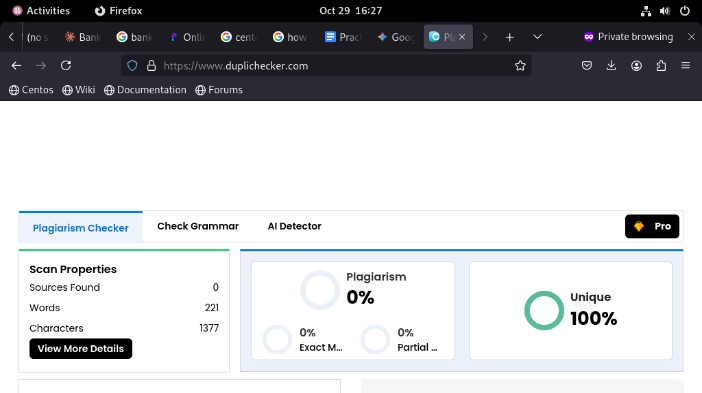 Activities Firefox Oct 29 16:27
(no s Bank bank Onli cent how Prac Goog Pla Private browsing
https://www.duplichecker.com
Centos Wiki Documentation Forums
Plagiarism Checker Check Grammar AI Detector Pro
Scan Properties
Sources Found 0
Words 221
Characters 1377
View More Details
Plagiarism
0%
0%
Exact M...
0%
Partial ...
Unique
100%